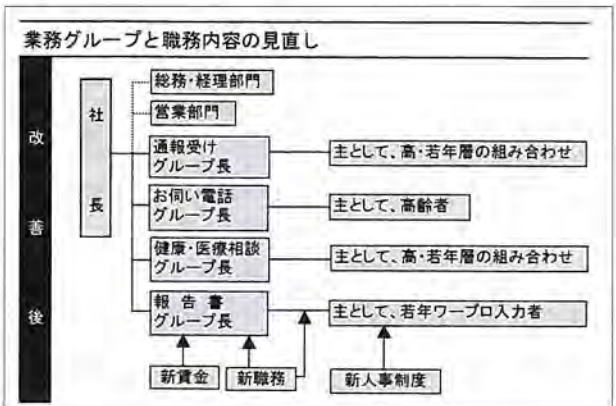 業務グループと職務内容の見直し
改善後
社長
総務・経理部門
営業部門
通報受け
グループ長
主として、高・若年層の組み合わせ
お伺い電話
グループ長
主として、高齢者
健康・医療相談
グループ長
主として、高・若年層の組み合わせ
報告書
グループ長
主として、若年ワープロ入力者
新賃金
新職務
新人事制度